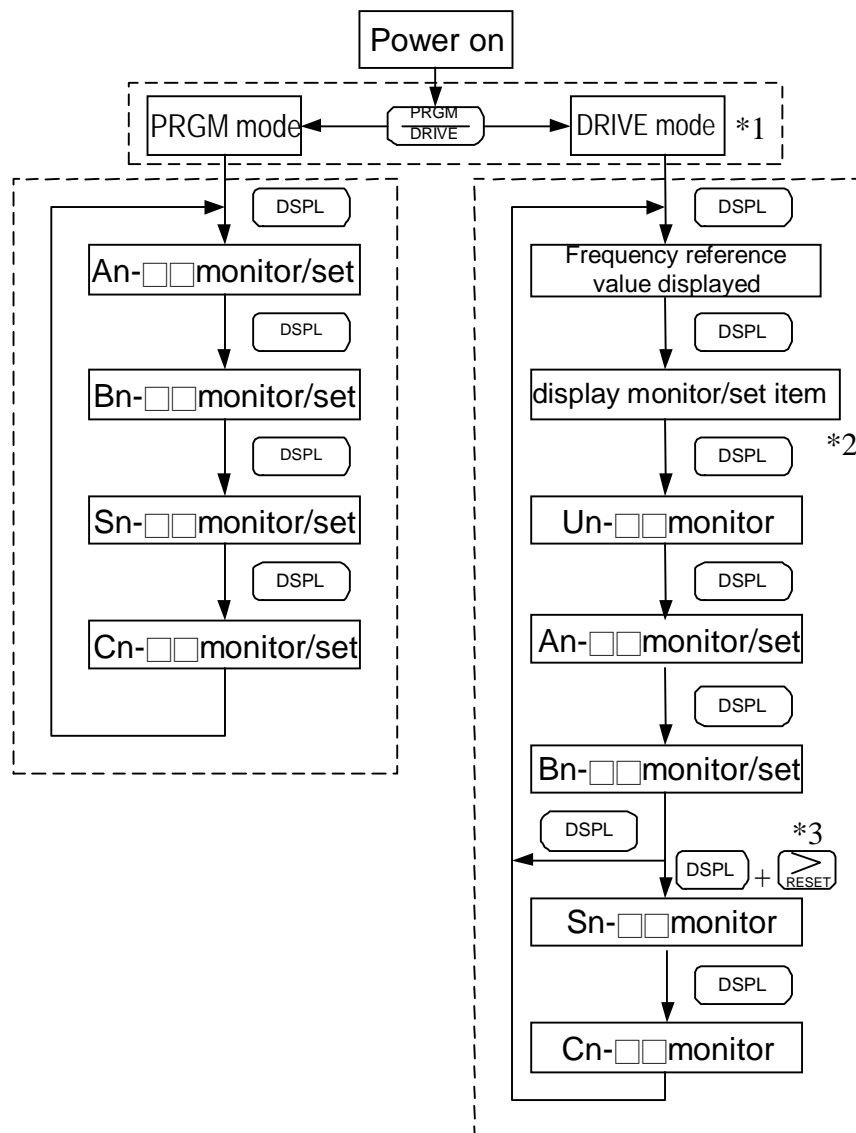 Power on
PRGM mode
PRGM
DRIVE
DRIVE mode
*1
DSPL
An-□□monitor/set
DSPL
Bn-□□monitor/set
DSPL
Sn-□□monitor/set
DSPL
Cn-□□monitor/set
DSPL
Frequency reference
value displayed
DSPL
display monitor/set item
*2
DSPL
Un-□□monitor
DSPL
An-□□monitor/set
DSPL
Bn-□□monitor/set
DSPL
*3
DSPL + >
RESET
Sn-□□monitor
DSPL
Cn-□□monitor